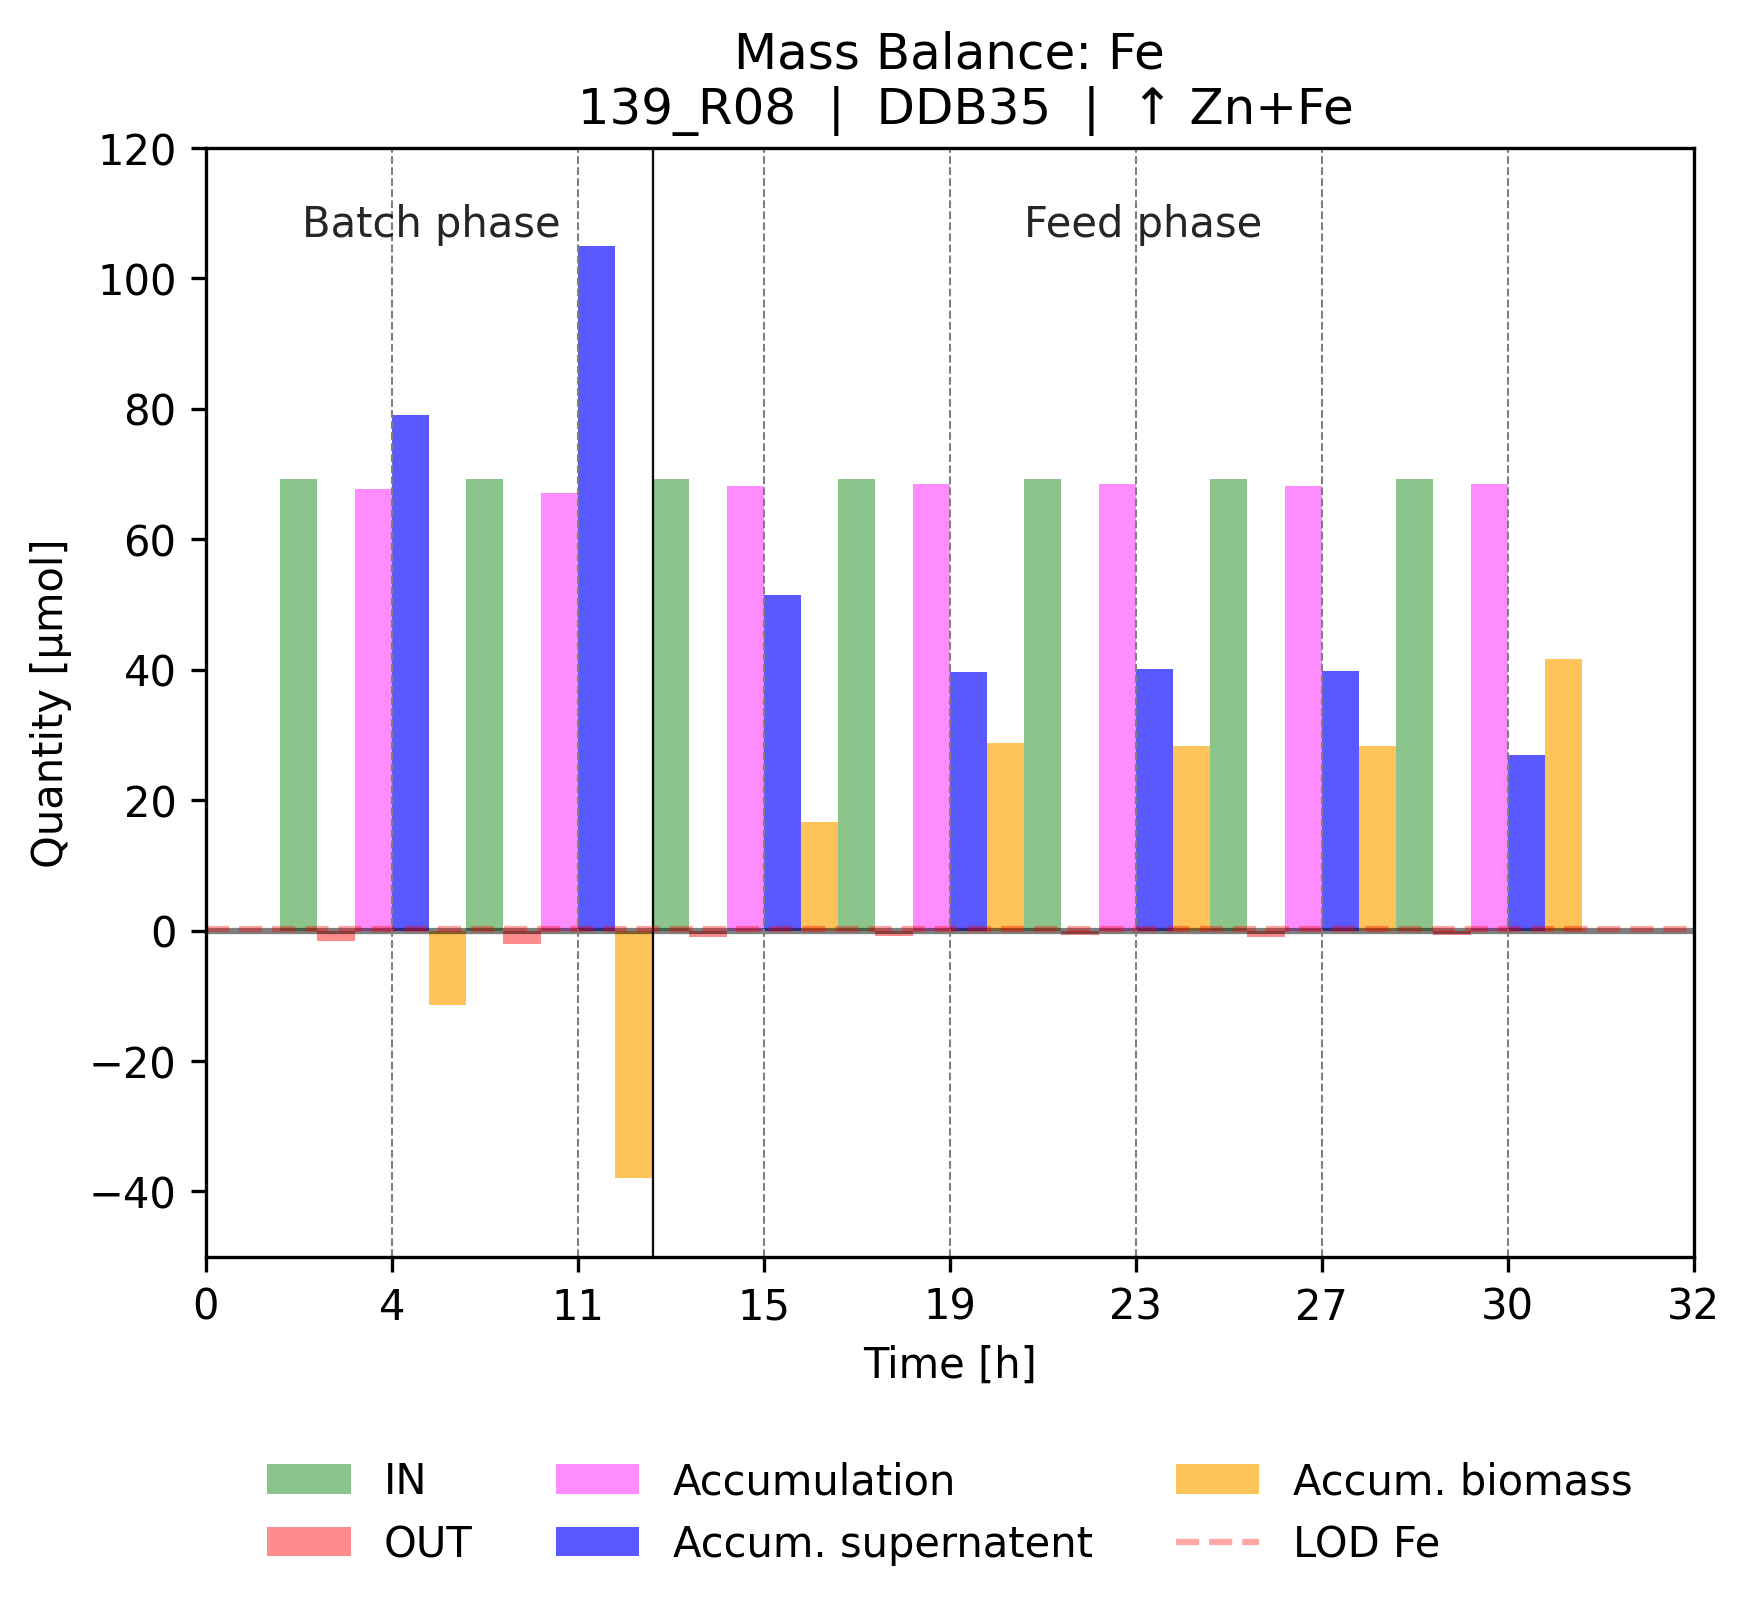 Mass Balance: Fe
139_R08 | DDB35 | ↑ Zn+Fe
Batch phase
Feed phase
120
100
80
60
40
20
0
−20
−40
Quantity [µmol]
0 4 11 15 19 23 27 30 32
Time [h]
IN
OUT
Accumulation
Accum. supernatent
Accum. biomass
LOD Fe